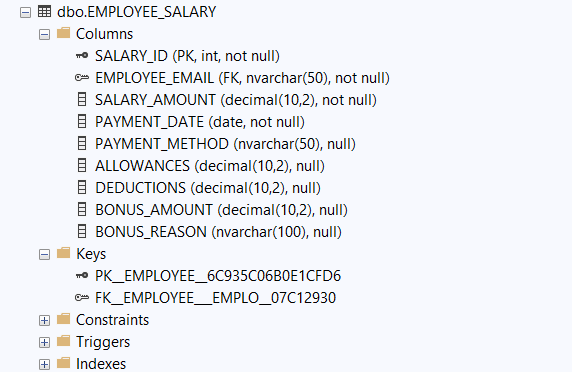 dbo.EMPLOYEE_SALARY
Columns
SALARY_ID (PK, int, not null)
EMPLOYEE_EMAIL (FK, nvarchar(50), not null)
SALARY_AMOUNT (decimal(10,2), not null)
PAYMENT_DATE (date, not null)
PAYMENT_METHOD (nvarchar(50), null)
ALLOWANCES (decimal(10,2), null)
DEDUCTIONS (decimal(10,2), null)
BONUS_AMOUNT (decimal(10,2), null)
BONUS_REASON (nvarchar(100), null)
Keys
PK__EMPLOYEE__6C935C06B0E1CFD6
FK__EMPLOYEE___EMPLO__07C12930
Constraints
Triggers
Indexes